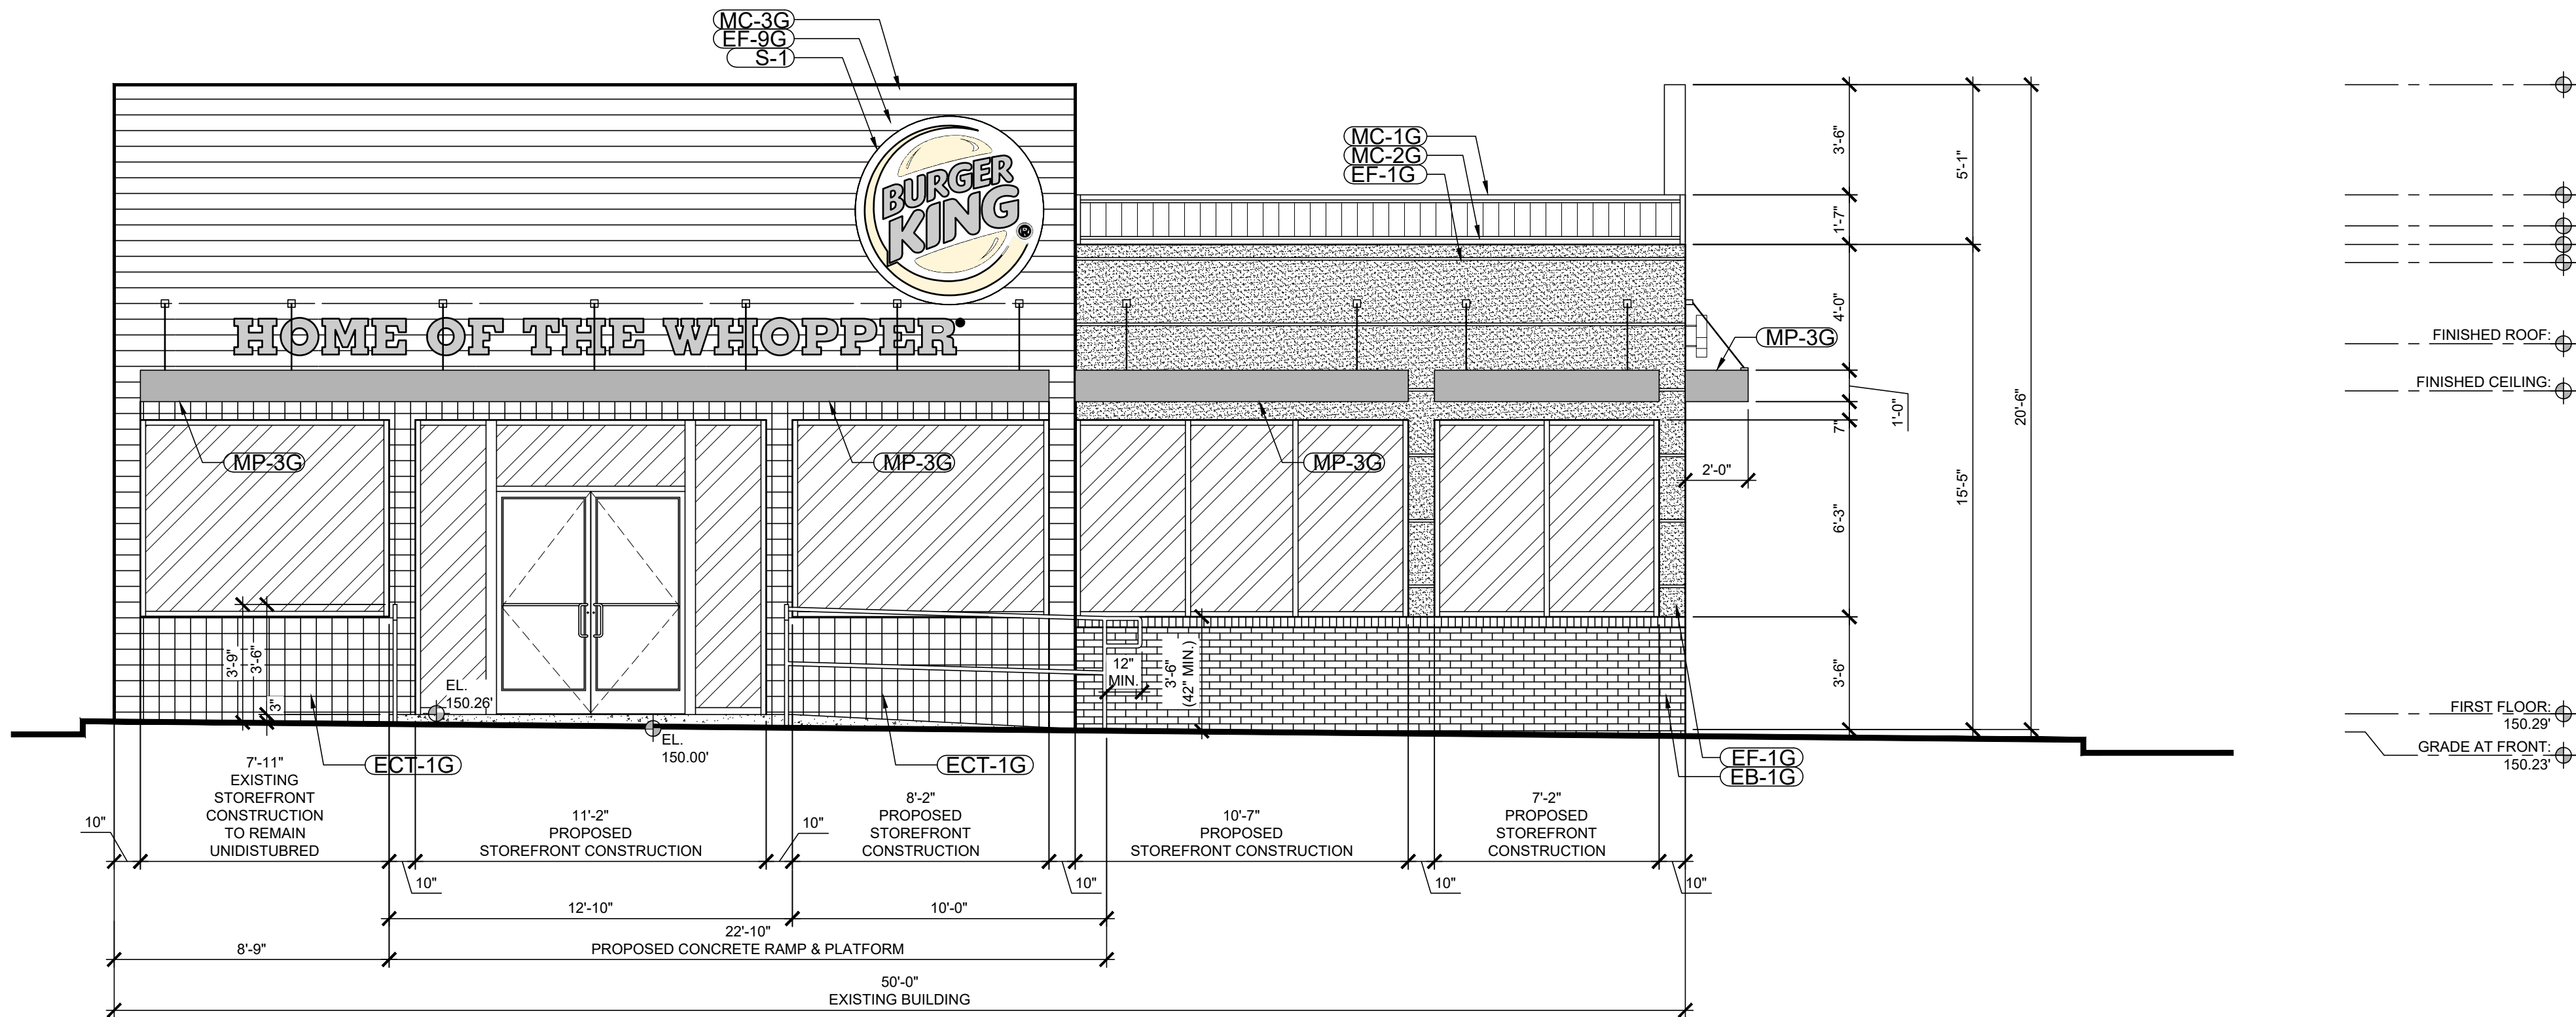 MC-3G
EF-9G
S-1
BURGER
KING
®
MC-1G
MC-2G
EF-1G
3'-6"
5'-1"
1'-7"
HOME OF THE WHOPPER
4'-0"
MP-3G
FINISHED ROOF:
FINISHED CEILING:
1'-0"
20'-6"
7"
MP-3G
MP-3G
MP-3G
2'-0"
15'-5"
6'-3"
3'-9"
3'-6"
3"
EL.
150.26'
12"
MIN.
3'-6"
(42" MIN.)
3'-6"
FIRST FLOOR:
150.29'
EL.
150.00'
GRADE AT FRONT:
150.23'
ECT-1G
ECT-1G
EF-1G
EB-1G
10"
7'-11"
EXISTING
STOREFRONT
CONSTRUCTION
TO REMAIN
UNIDISTUBRED
11'-2"
PROPOSED
STOREFRONT CONSTRUCTION
10"
8'-2"
PROPOSED
STOREFRONT
CONSTRUCTION
10'-7"
PROPOSED
STOREFRONT CONSTRUCTION
7'-2"
PROPOSED
STOREFRONT
CONSTRUCTION
10"
10"
10"
10"
12'-10"
10'-0"
8'-9"
22'-10"
PROPOSED CONCRETE RAMP & PLATFORM
50'-0"
EXISTING BUILDING